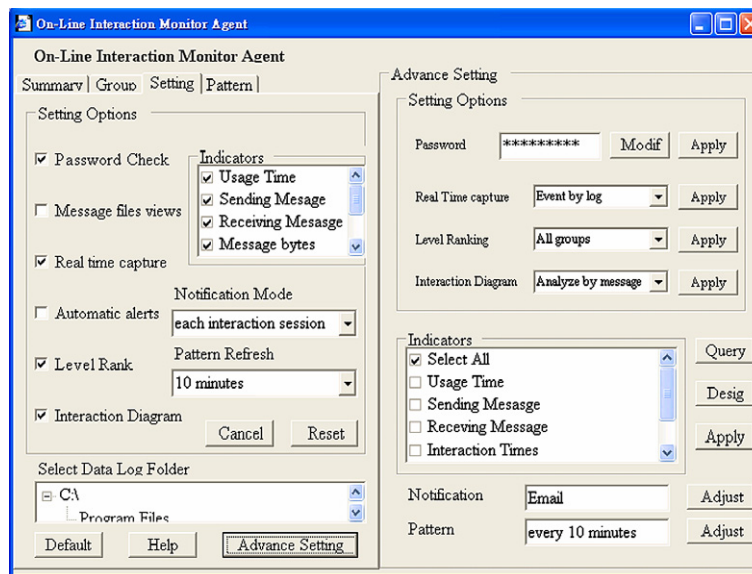 On-Line Interaction Monitor Agent
On-Line Interaction Monitor Agent
Summary Group Setting Pattern
Setting Options
Password Check
Message files views
Real time capture
Automatic alerts
Level Rank
Interaction Diagram
Indicators
Usage Time
Sending Mesage
Receiving Mesasge
Message bytes
Notification Mode
each interaction session
Pattern Refresh
10 minutes
Cancel Reset
Select Data Log Folder
C:\
Program Files
Default Help Advance Setting
Advance Setting
Setting Options
Password ********* Modif Apply
Real Time capture Event by log Apply
Level Ranking All groups Apply
Interaction Diagram Analyze by message Apply
Indicators
Select All
Usage Time
Sending Mesasge
Receving Message
Interaction Times
Query
Desig
Apply
Notification Email Adjust
Pattern every 10 minutes Adjust